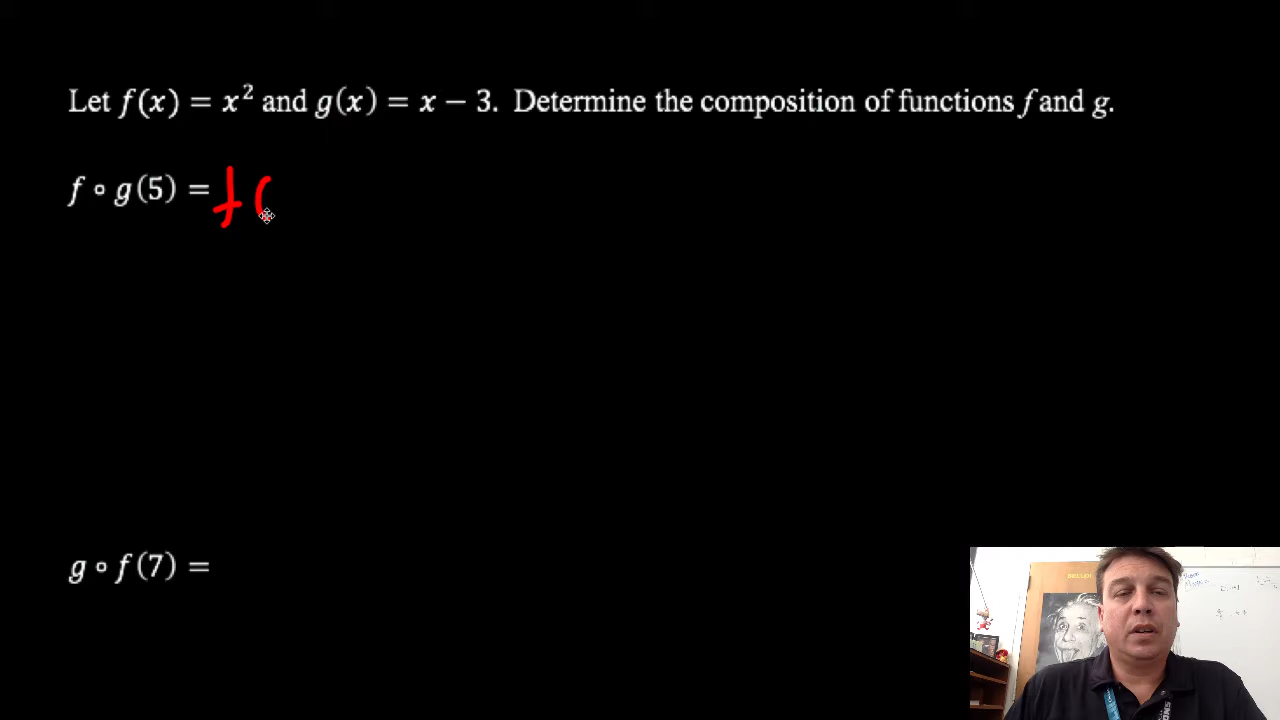 Let f(x) = x² and g(x) = x − 3. Determine the composition of functions f and g.
f ∘ g(5) = f (
g ∘ f(7) =